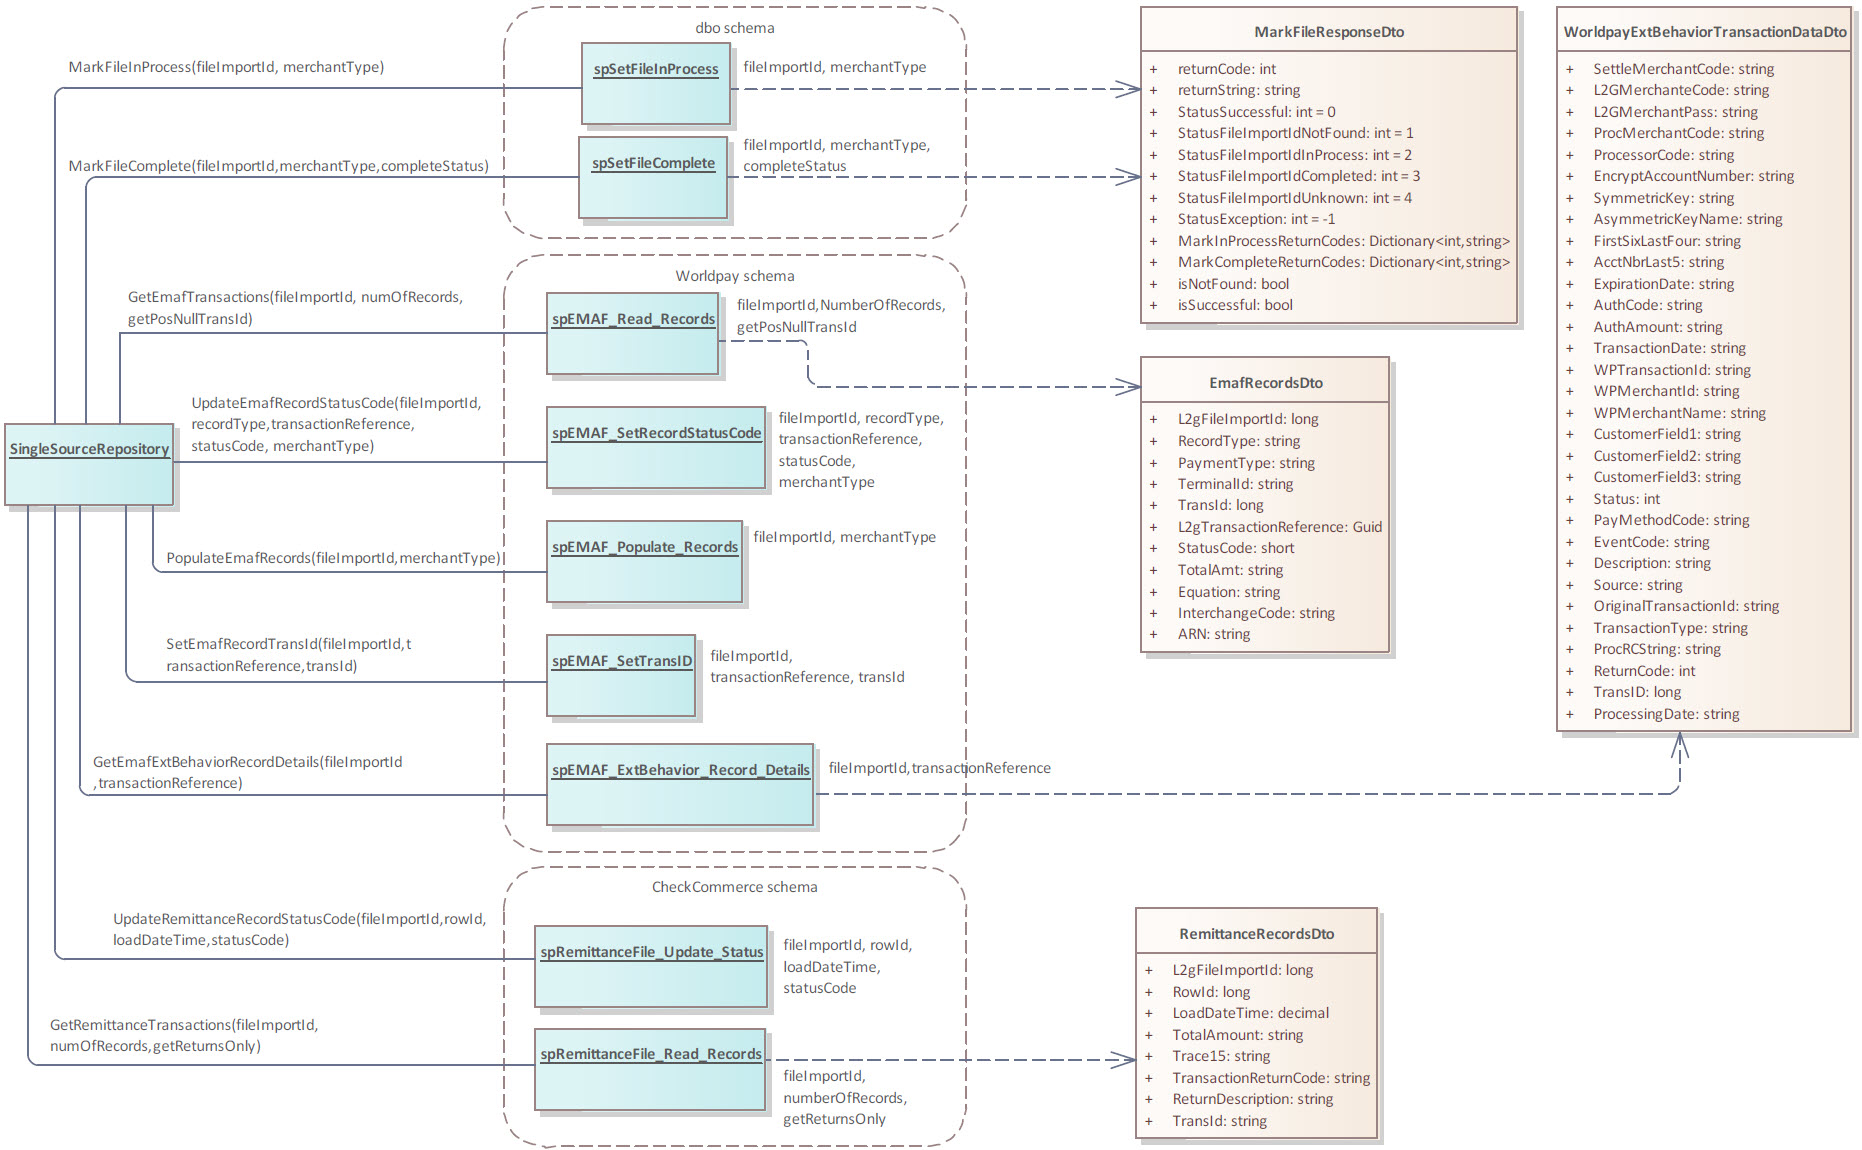 SingleSourceRepository
MarkFileInProcess(fileImportId, merchantType)
MarkFileComplete(fileImportId,merchantType,completeStatus)
GetEmafTransactions(fileImportId, numOfRecords,
getPosNullTransId)
UpdateEmafRecordStatusCode(fileImportId,
recordType,transactionReference,
statusCode, merchantType)
PopulateEmafRecords(fileImportId,merchantType)
SetEmafRecordTransId(fileImportId,t
ransactionReference,transId)
GetEmafExtBehaviorRecordDetails(fileImportId
,transactionReference)
UpdateRemittanceRecordStatusCode(fileImportId,rowId,
loadDateTime,statusCode)
GetRemittanceTransactions(fileImportId,
numOfRecords,getReturnsOnly)
dbo schema
spSetFileInProcess
fileImportId, merchantType
spSetFileComplete
fileImportId, merchantType,
completeStatus
Worldpay schema
spEMAF_Read_Records
fileImportId,NumberOfRecords,
getPosNullTransId
spEMAF_SetRecordStatusCode
fileImportId, recordType,
transactionReference,
statusCode,
merchantType
spEMAF_Populate_Records
fileImportId, merchantType
spEMAF_SetTransID
fileImportId,
transactionReference, transId
spEMAF_ExtBehavior_Record_Details
fileImportId,transactionReference
CheckCommerce schema
spRemittanceFile_Update_Status
fileImportId, rowId,
loadDateTime,
statusCode
spRemittanceFile_Read_Records
fileImportId,
numberOfRecords,
getReturnsOnly
MarkFileResponseDto
+ returnCode: int
+ returnString: string
+ StatusSuccessful: int = 0
+ StatusFileImportIdNotFound: int = 1
+ StatusFileImportIdInProcess: int = 2
+ StatusFileImportIdCompleted: int = 3
+ StatusFileImportIdUnknown: int = 4
+ StatusException: int = -1
+ MarkInProcessReturnCodes: Dictionary<int,string>
+ MarkCompleteReturnCodes: Dictionary<int,string>
+ isNotFound: bool
+ isSuccessful: bool
EmafRecordsDto
+ L2gFileImportId: long
+ RecordType: string
+ PaymentType: string
+ TerminalId: string
+ TransId: long
+ L2gTransactionReference: Guid
+ StatusCode: short
+ TotalAmt: string
+ Equation: string
+ InterchangeCode: string
+ ARN: string
RemittanceRecordsDto
+ L2gFileImportId: long
+ RowId: long
+ LoadDateTime: decimal
+ TotalAmount: string
+ Trace15: string
+ TransactionReturnCode: string
+ ReturnDescription: string
+ TransId: string
WorldpayExtBehaviorTransactionDataDto
+ SettleMerchantCode: string
+ L2GMerchanteCode: string
+ L2GMerchantPass: string
+ ProcMerchantCode: string
+ ProcessorCode: string
+ EncryptAccountNumber: string
+ SymmetricKey: string
+ AsymmetricKeyName: string
+ FirstSixLastFour: string
+ AcctNbrLast5: string
+ ExpirationDate: string
+ AuthCode: string
+ AuthAmount: string
+ TransactionDate: string
+ WPTransactionId: string
+ WPMerchantId: string
+ WPMerchantName: string
+ CustomerField1: string
+ CustomerField2: string
+ CustomerField3: string
+ Status: int
+ PayMethodCode: string
+ EventCode: string
+ Description: string
+ Source: string
+ OriginalTransactionId: string
+ TransactionType: string
+ ProcRCString: string
+ ReturnCode: int
+ TransID: long
+ ProcessingDate: string